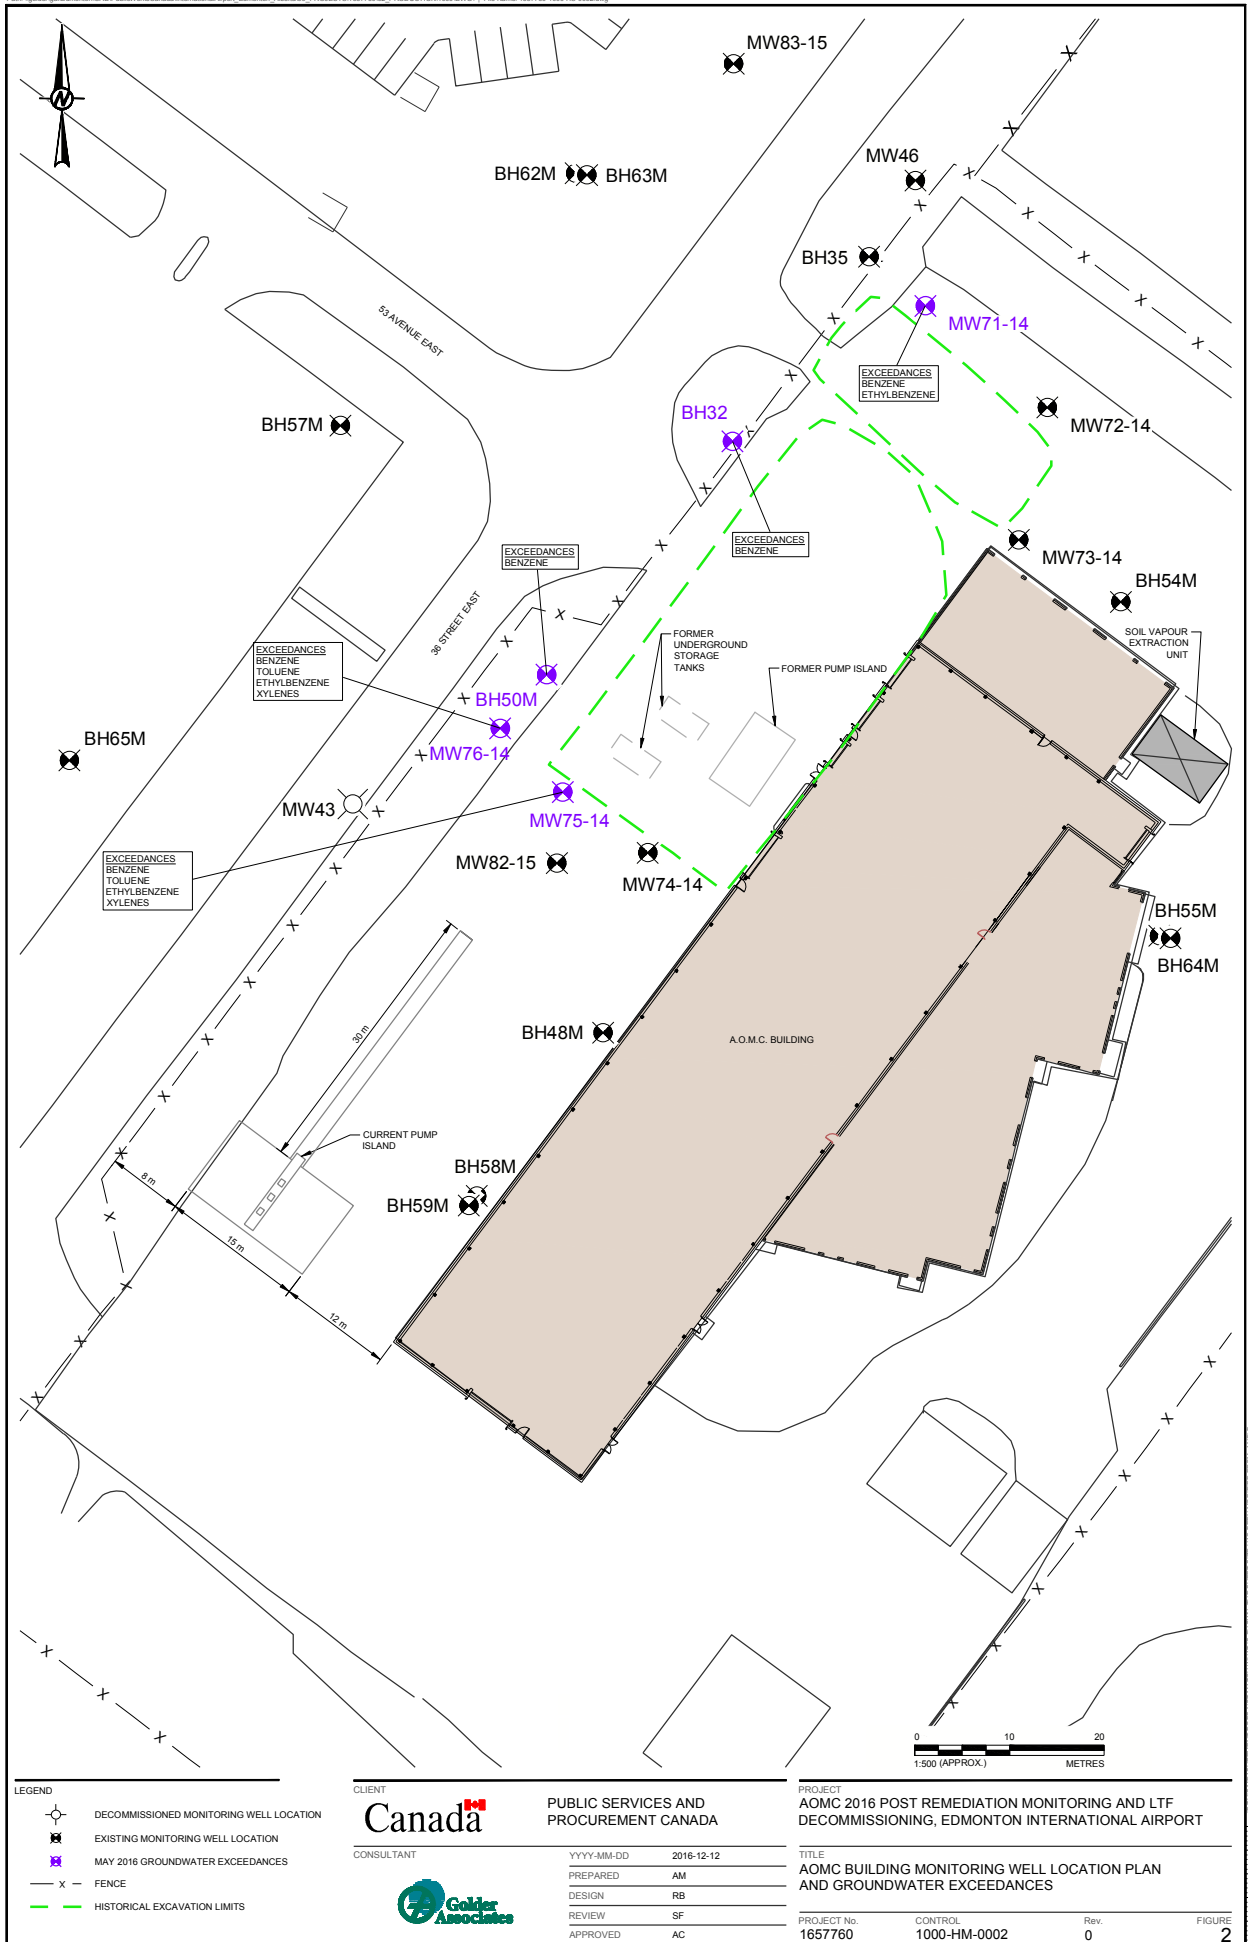 MW83-15
N
BH62M
BH63M
MW46
BH35
53 AVENUE EAST
MW71-14
EXCEEDANCES
BENZENE
ETHYLBENZENE
BH32
BH57M
MW72-14
EXCEEDANCES
BENZENE
EXCEEDANCES
BENZENE
MW73-14
BH54M
36 STREET EAST
FORMER
UNDERGROUND
STORAGE
TANKS
FORMER PUMP ISLAND
SOIL VAPOUR
EXTRACTION
UNIT
EXCEEDANCES
BENZENE
TOLUENE
ETHYLBENZENE
XYLENES
BH50M
MW76-14
BH65M
MW43
MW75-14
MW82-15
MW74-14
EXCEEDANCES
BENZENE
TOLUENE
ETHYLBENZENE
XYLENES
BH55M
BH64M
30 m
BH48M
A.O.M.C. BUILDING
CURRENT PUMP
ISLAND
8 m
BH58M
BH59M
15 m
12 m
0 10 20
1:500 (APPROX.) METRES
LEGEND
DECOMMISSIONED MONITORING WELL LOCATION
EXISTING MONITORING WELL LOCATION
MAY 2016 GROUNDWATER EXCEEDANCES
X FENCE
HISTORICAL EXCAVATION LIMITS
CLIENT
Canada
PUBLIC SERVICES AND
PROCUREMENT CANADA
CONSULTANT
Golder
Associates
YYYY-MM-DD 2016-12-12
PREPARED AM
DESIGN RB
REVIEW SF
APPROVED AC
PROJECT
AOMC 2016 POST REMEDIATION MONITORING AND LTF
DECOMMISSIONING, EDMONTON INTERNATIONAL AIRPORT
TITLE
AOMC BUILDING MONITORING WELL LOCATION PLAN
AND GROUNDWATER EXCEEDANCES
PROJECT No. CONTROL Rev. FIGURE
1657760 1000-HM-0002 0 2